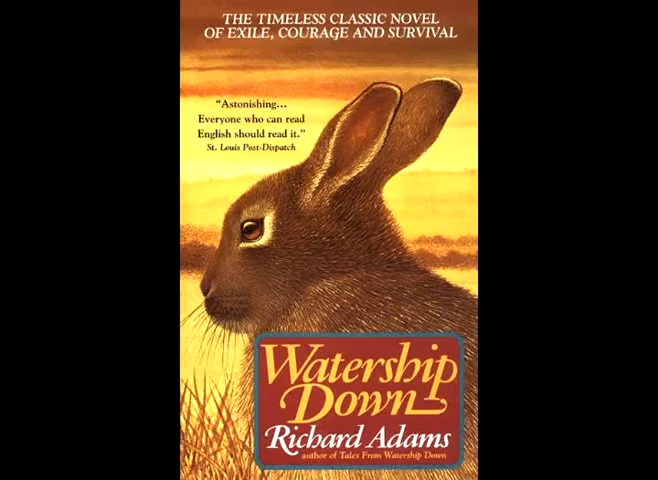 THE TIMELESS CLASSIC NOVEL
OF EXILE, COURAGE AND SURVIVAL
“Astonishing...
Everyone who can read
English should read it.”
St. Louis Post-Dispatch
Watership
Down
Richard Adams
author of Tales From Watership Down